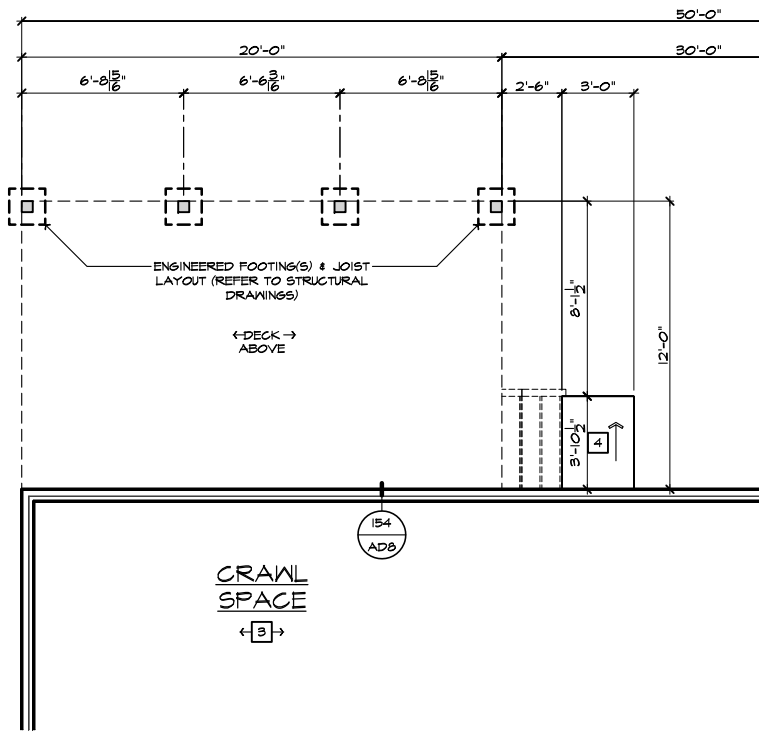 50'-0"
20'-0"
30'-0"
6'-8 15/16"
6'-6 3/16"
6'-8 15/16"
2'-6"
3'-0"
ENGINEERED FOOTING(S) & JOIST
LAYOUT (REFER TO STRUCTURAL
DRAWINGS)
8'-1 1/2"
12'-0"
DECK
ABOVE
3'-10 1/2"
4
154
AD8
CRAWL
SPACE
3